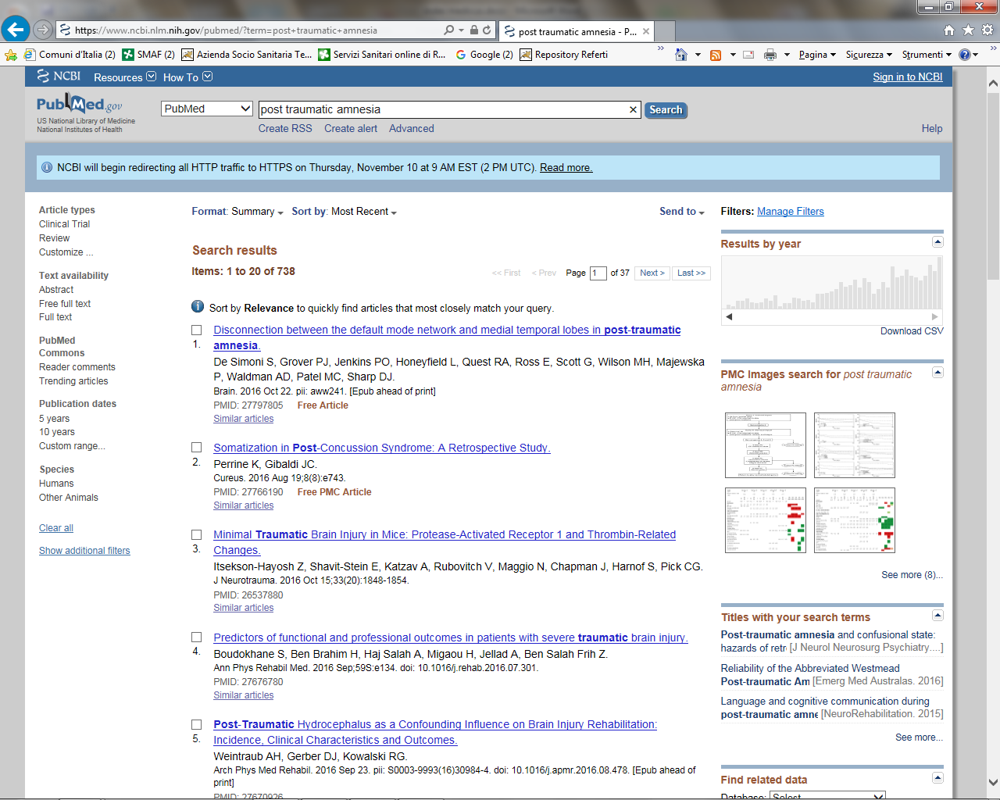 https://www.ncbi.nlm.nih.gov/pubmed/?term=post+traumatic+amnesia
post traumatic amnesia - P...
Comuni d'Italia (2)
SMAF (2)
Azienda Socio Sanitaria Te...
Servizi Sanitari online di R...
Google (2)
Repository Referti
Pagina
Sicurezza
Strumenti
NCBI Resources How To
Sign in to NCBI
PubMed.gov
US National Library of Medicine
National Institutes of Health
PubMed
post traumatic amnesia
Search
Create RSS Create alert Advanced
Help
NCBI will begin redirecting all HTTP traffic to HTTPS on Thursday, November 10 at 9 AM EST (2 PM UTC). Read more.
Article types
Clinical Trial
Review
Customize ...
Text availability
Abstract
Free full text
Full text
PubMed
Commons
Reader comments
Trending articles
Publication dates
5 years
10 years
Custom range...
Species
Humans
Other Animals
Clear all
Show additional filters
Format: Summary Sort by: Most Recent
Send to
Search results
Items: 1 to 20 of 738
<< First < Prev Page 1 of 37 Next > Last >>
Sort by Relevance to quickly find articles that most closely match your query.
Disconnection between the default mode network and medial temporal lobes in post-traumatic
1. amnesia.
De Simoni S, Grover PJ, Jenkins PO, Honeyfield L, Quest RA, Ross E, Scott G, Wilson MH, Majewska
P, Waldman AD, Patel MC, Sharp DJ.
Brain. 2016 Oct 22. pii: aww241. [Epub ahead of print]
PMID: 27797805 Free Article
Similar articles
Somatization in Post-Concussion Syndrome: A Retrospective Study.
2. Perrine K, Gibaldi JC.
Cureus. 2016 Aug 19;8(8):e743.
PMID: 27766190 Free PMC Article
Similar articles
Minimal Traumatic Brain Injury in Mice: Protease-Activated Receptor 1 and Thrombin-Related
3. Changes.
Itsekson-Hayosh Z, Shavit-Stein E, Katzav A, Rubovitch V, Maggio N, Chapman J, Harnof S, Pick CG.
J Neurotrauma. 2016 Oct 15;33(20):1848-1854.
PMID: 26537880
Similar articles
Predictors of functional and professional outcomes in patients with severe traumatic brain injury.
4. Boudokhane S, Ben Brahim H, Haj Salah A, Migaou H, Jellad A, Ben Salah Frih Z.
Ann Phys Rehabil Med. 2016 Sep;59S:e134. doi: 10.1016/j.rehab.2016.07.301.
PMID: 27676780
Similar articles
Post-Traumatic Hydrocephalus as a Confounding Influence on Brain Injury Rehabilitation:
5. Incidence, Clinical Characteristics and Outcomes.
Weintraub AH, Gerber DJ, Kowalski RG.
Arch Phys Med Rehabil. 2016 Sep 23. pii: S0003-9993(16)30984-4. doi: 10.1016/j.apmr.2016.08.478. [Epub ahead of
print]
PMID: 27670926
Filters: Manage Filters
Results by year
Download CSV
PMC Images search for post traumatic
amnesia
See more (8)...
Titles with your search terms
Post-traumatic amnesia and confusional state:
hazards of retr [J Neurol Neurosurg Psychiatry....]
Reliability of the Abbreviated Westmead
Post-traumatic Am [Emerg Med Australas. 2016]
Language and cognitive communication during
post-traumatic amne [NeuroRehabilitation. 2015]
See more...
Find related data
Database: Select